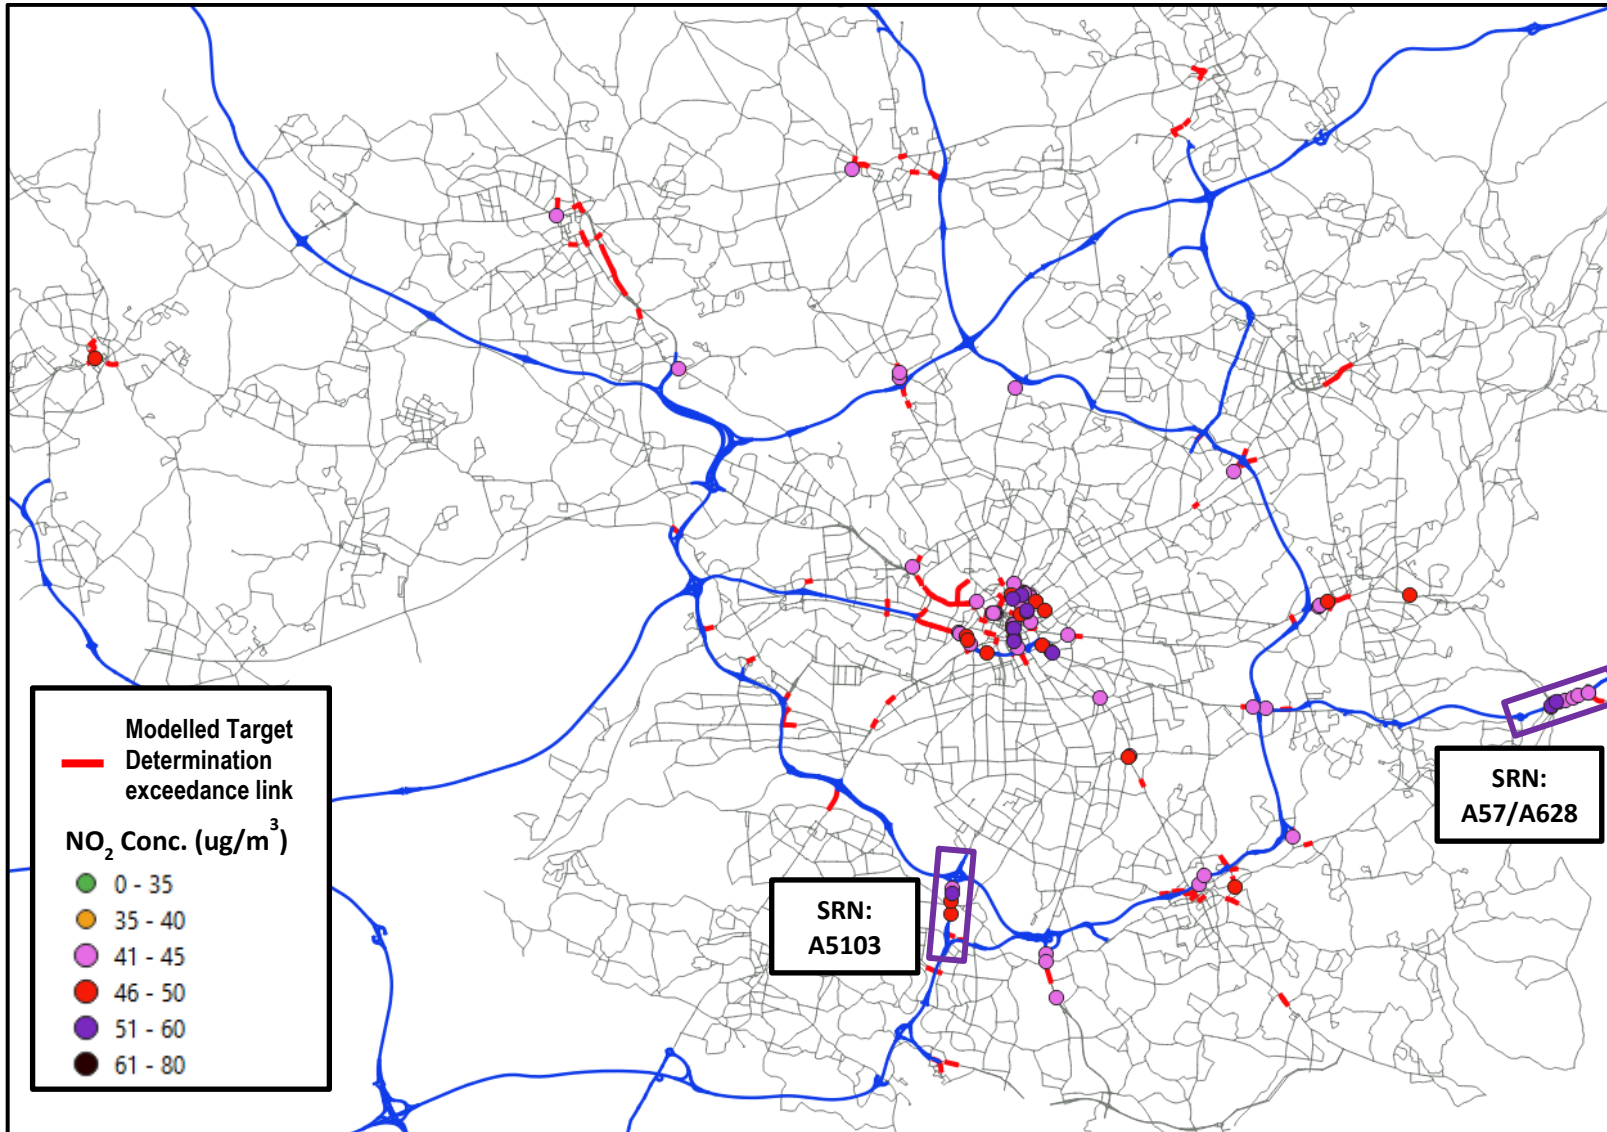 Modelled Target
Determination
exceedance link
NO₂ Conc. (ug/m³)
0 - 35
35 - 40
41 - 45
46 - 50
51 - 60
61 - 80
SRN:
A5103
SRN:
A57/A628